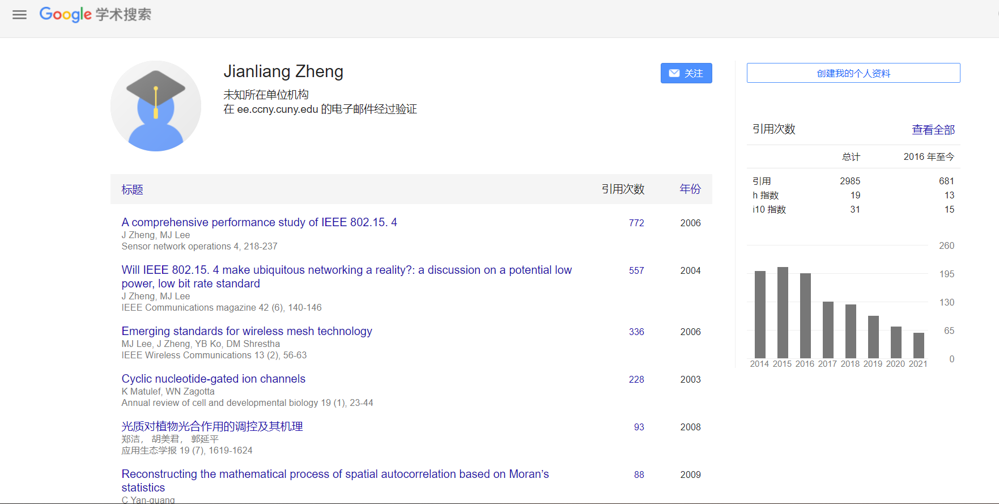 Google 学术搜索
Jianliang Zheng
未知所在单位机构
在 ee.ccny.cuny.edu 的电子邮件经过验证
关注
标题 引用次数 年份
A comprehensive performance study of IEEE 802.15. 4 772 2006
J Zheng, MJ Lee
Sensor network operations 4, 218-237
Will IEEE 802.15. 4 make ubiquitous networking a reality?: a discussion on a potential low 557 2004
power, low bit rate standard
J Zheng, MJ Lee
IEEE Communications magazine 42 (6), 140-146
Emerging standards for wireless mesh technology 336 2006
MJ Lee, J Zheng, YB Ko, DM Shrestha
IEEE Wireless Communications 13 (2), 56-63
Cyclic nucleotide-gated ion channels 228 2003
K Matulef, WN Zagotta
Annual review of cell and developmental biology 19 (1), 23-44
光质对植物光合作用的调控及其机理 93 2008
郑洁， 胡美君， 郭延平
应用生态学报 19 (7), 1619-1624
Reconstructing the mathematical process of spatial autocorrelation based on Moran’s 88 2009
statistics
C Yan-guang
创建我的个人资料
引用次数 查看全部
总计 2016 年至今
引用 2985 681
h 指数 19 13
i10 指数 31 15
260
195
130
65
0
2014 2015 2016 2017 2018 2019 2020 2021